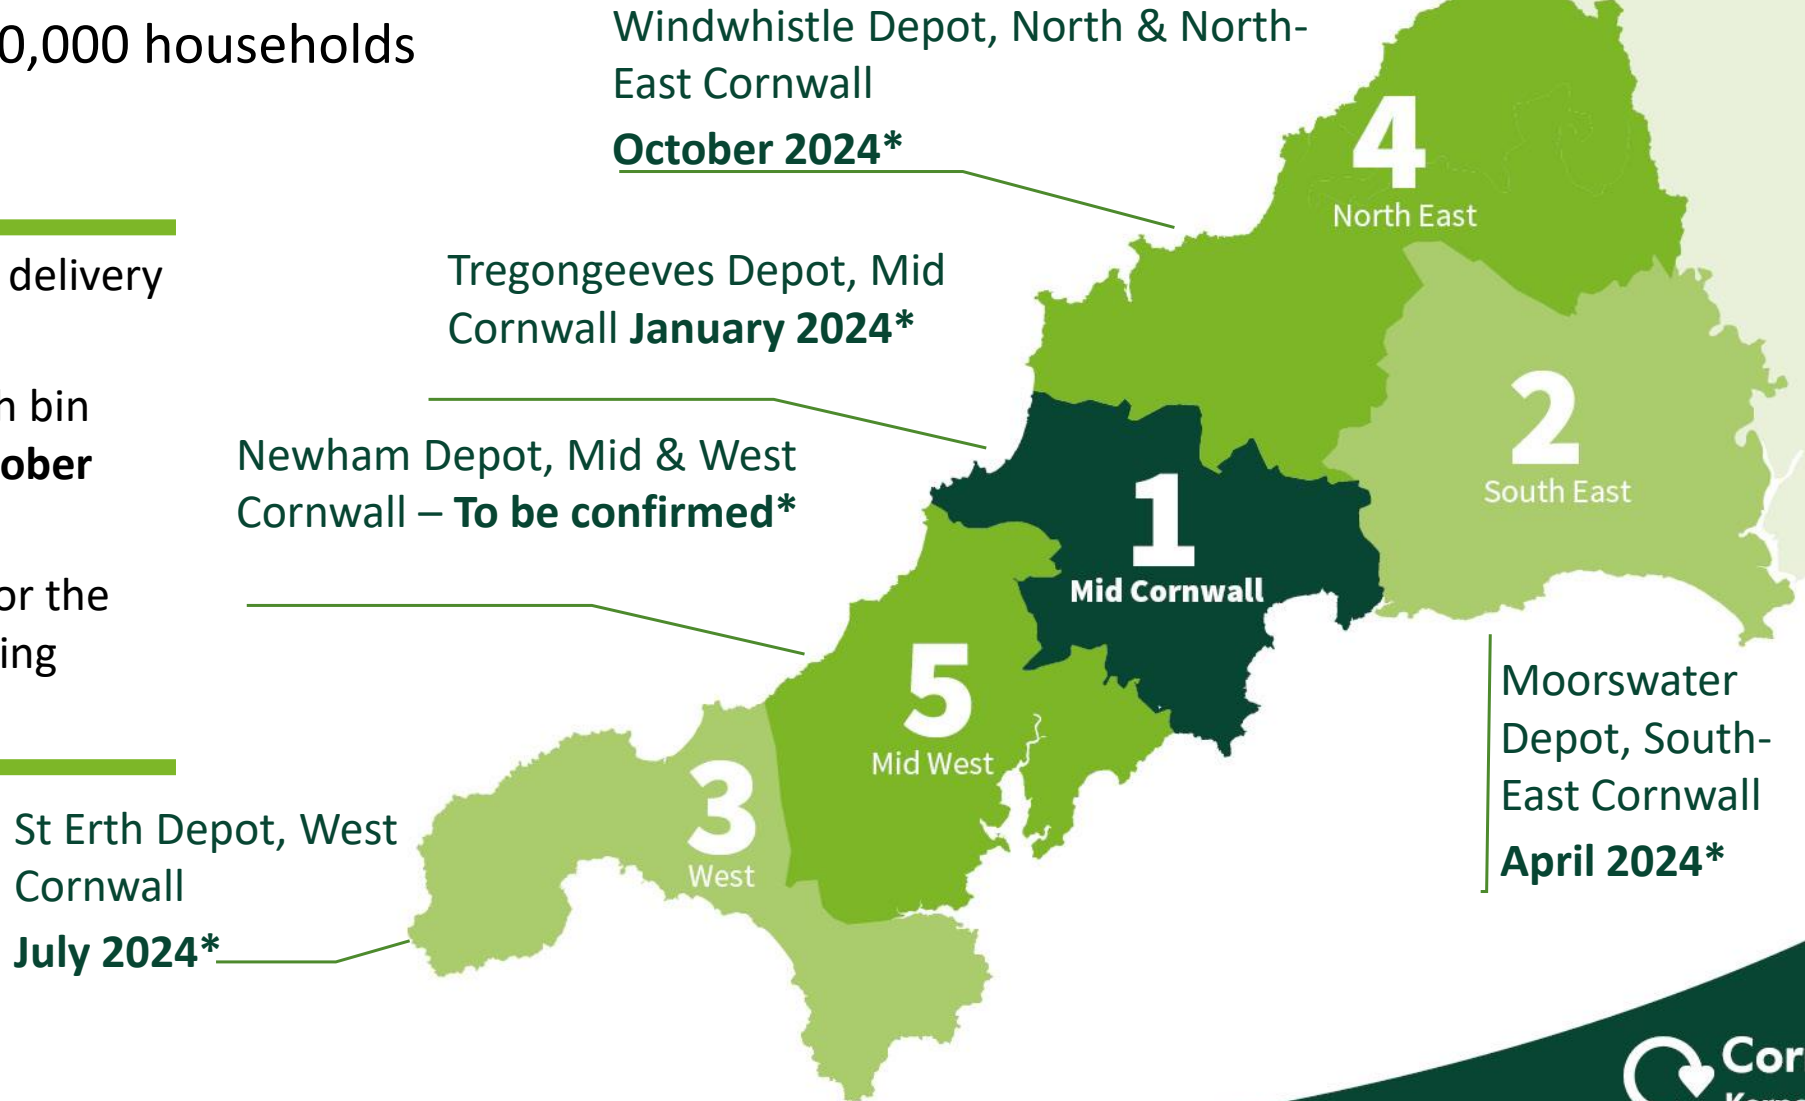 0,000 households
delivery
h bin
ober
or the
ing
Windwhistle Depot, North & North-
East Cornwall
October 2024*
Tregongeeves Depot, Mid
Cornwall January 2024*
Newham Depot, Mid & West
Cornwall – To be confirmed*
St Erth Depot, West
Cornwall
July 2024*
4
North East
2
South East
1
Mid Cornwall
5
Mid West
3
West
Moorswater
Depot, South-
East Cornwall
April 2024*
Cor